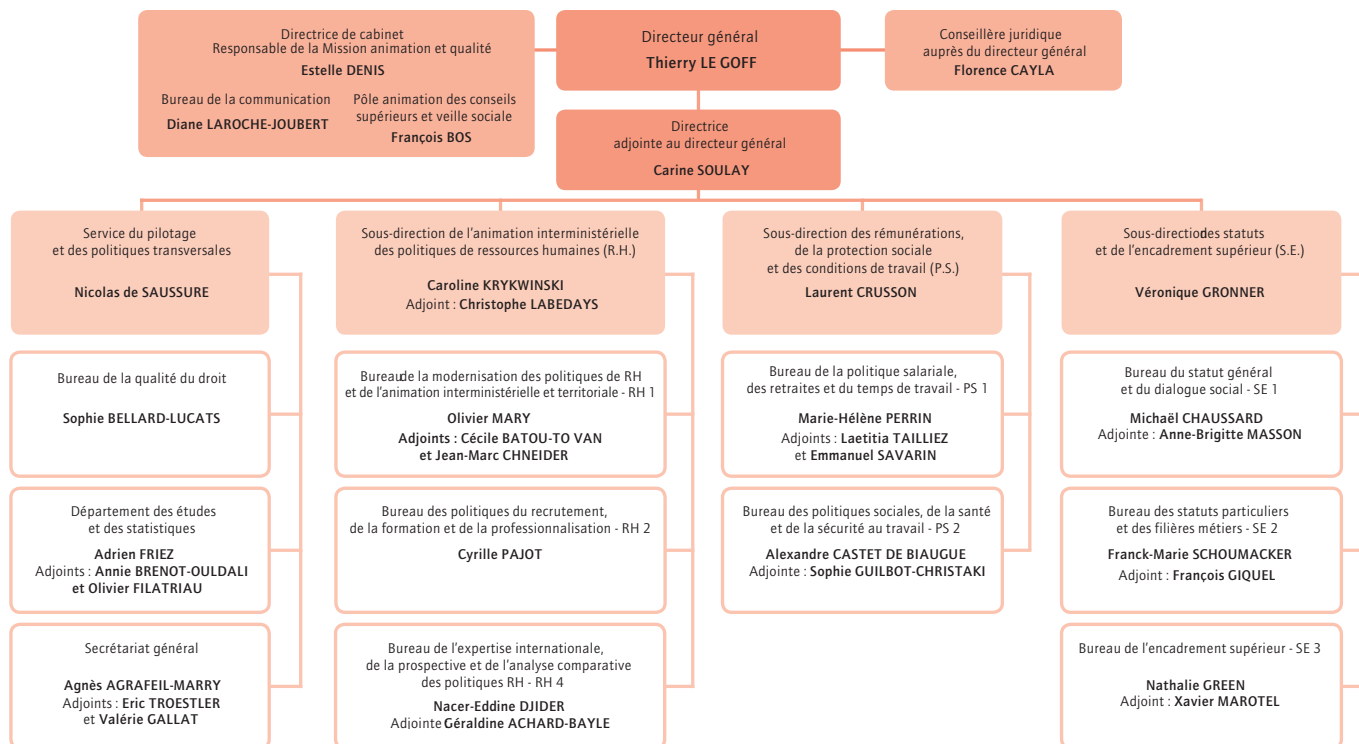 Directrice de cabinet
Responsable de la Mission animation et qualité
Estelle DENIS
Bureau de la communication
Diane LAROCHE-JOUBERT
Pôle animation des conseils
supérieurs et veille sociale
François BOS
Directeur général
Thierry LE GOFF
Conseillère juridique
auprès du directeur général
Florence CAYLA
Directrice
adjointe au directeur général
Carine SOULAY
Service du pilotage
et des politiques transversales
Nicolas de SAUSSURE
Bureau de la qualité du droit
Sophie BELLARD-LUCATS
Département des études
et des statistiques
Adrien FRIEZ
Adjoints : Annie BRENOT-OULDALI
et Olivier FILATRIAU
Secrétariat général
Agnès AGRAFEIL-MARRY
Adjoints : Eric TROESTLER
et Valérie GALLAT
Sous-direction de l'animation interministérielle
des politiques de ressources humaines (R.H.)
Caroline KRYKWINSKI
Adjoint : Christophe LABEDAYS
Bureau de la modernisation des politiques de RH
et de l'animation interministérielle et territoriale - RH 1
Olivier MARY
Adjoints : Cécile BATOU-TO VAN
et Jean-Marc CHNEIDER
Bureau des politiques du recrutement,
de la formation et de la professionnalisation - RH 2
Cyrille PAJOT
Bureau de l'expertise internationale,
de la prospective et de l'analyse comparative
des politiques RH - RH 4
Nacer-Eddine DJIDER
Adjointe Géraldine ACHARD-BAYLE
Sous-direction des rémunérations,
de la protection sociale
et des conditions de travail (P.S.)
Laurent CRUSSON
Bureau de la politique salariale,
des retraites et du temps de travail - PS 1
Marie-Hélène PERRIN
Adjoints : Laetitia TAILLIEZ
et Emmanuel SAVARIN
Bureau des politiques sociales, de la santé
et de la sécurité au travail - PS 2
Alexandre CASTET DE BIAUGUE
Adjointe : Sophie GUILBOT-CHRISTAKI
Sous-direction des statuts
et de l'encadrement supérieur (S.E.)
Véronique GRONNER
Bureau du statut général
et du dialogue social - SE 1
Michaël CHAUSSARD
Adjointe : Anne-Brigitte MASSON
Bureau des statuts particuliers
et des filières métiers - SE 2
Franck-Marie SCHOUMACKER
Adjoint : François GIQUEL
Bureau de l'encadrement supérieur - SE 3
Nathalie GREEN
Adjoint : Xavier MAROTEL